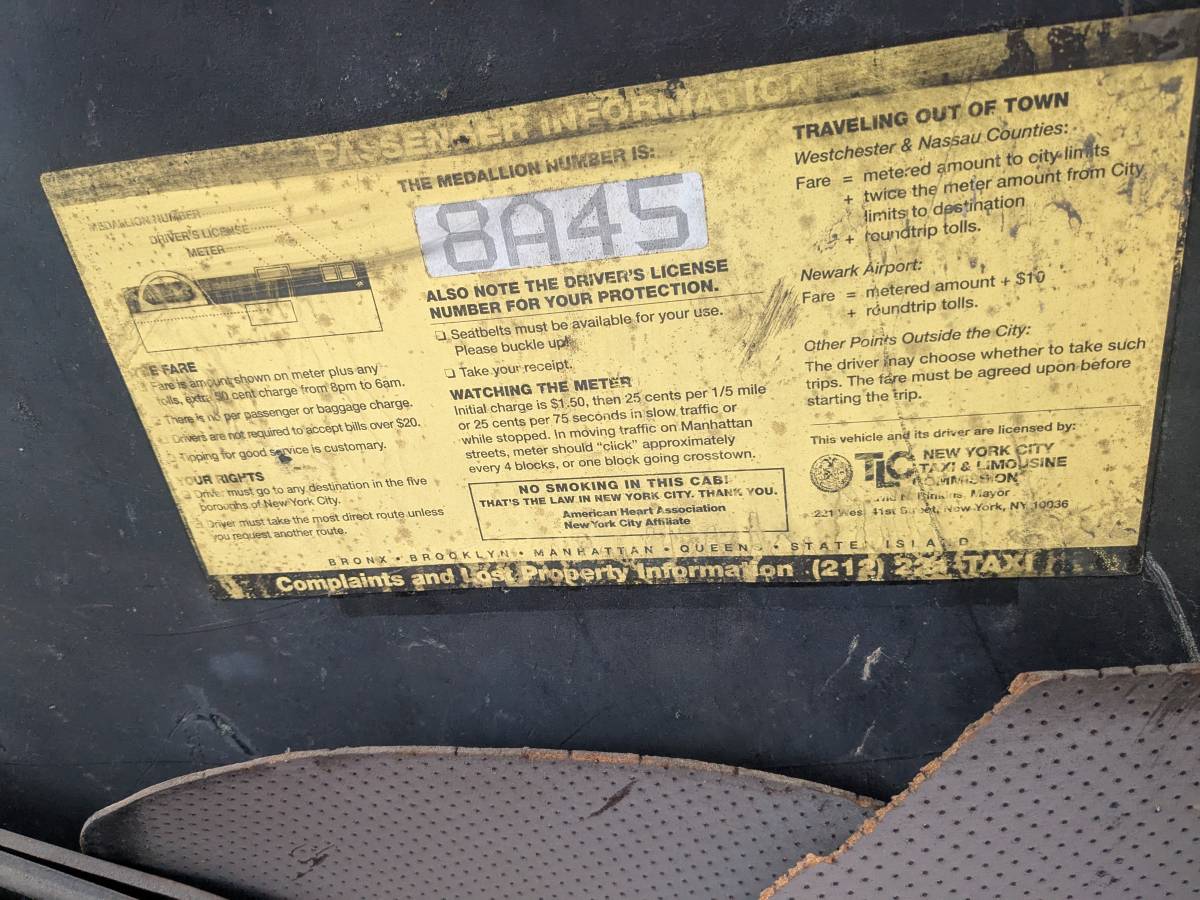 PASSENGER INFORMATION
MEDALLION NUMBER
DRIVER'S LICENSE
METER
FARE
Fare is amount shown on meter plus any
tolls, extra 50 cent charge from 8pm to 6am.
There is no per passenger or baggage charge.
Drivers are not required to accept bills over $20.
Tipping for good service is customary.
YOUR RIGHTS
Driver must go to any destination in the five
boroughs of New York City.
Driver must take the most direct route unless
you request another route.
THE MEDALLION NUMBER IS:
8A45
ALSO NOTE THE DRIVER'S LICENSE
NUMBER FOR YOUR PROTECTION.
❏ Seatbelts must be available for your use.
Please buckle up!
❏ Take your receipt.
WATCHING THE METER
Initial charge is $1.50, then 25 cents per 1/5 mile
or 25 cents per 75 seconds in slow traffic or
while stopped. In moving traffic on Manhattan
streets, meter should "click" approximately
every 4 blocks, or one block going crosstown.
NO SMOKING IN THIS CAB!
THAT'S THE LAW IN NEW YORK CITY. THANK YOU.
American Heart Association
New York City Affiliate
TRAVELING OUT OF TOWN
Westchester & Nassau Counties:
Fare = metered amount to city limits
+ twice the meter amount from City
limits to destination
+ roundtrip tolls.
Newark Airport:
Fare = metered amount + $10
+ roundtrip tolls.
Other Points Outside the City:
The driver may choose whether to take such
trips. The fare must be agreed upon before
starting the trip.
This vehicle and its driver are licensed by:
TLC NEW YORK CITY
TAXI & LIMOUSINE
COMMISSION
Mayor
221 West 41st Street, New York, NY 10036
BRONX • BROOKLYN • MANHATTAN • QUEENS • STATEN ISLAND
Complaints and Lost Property Information (212) 221-TAXI